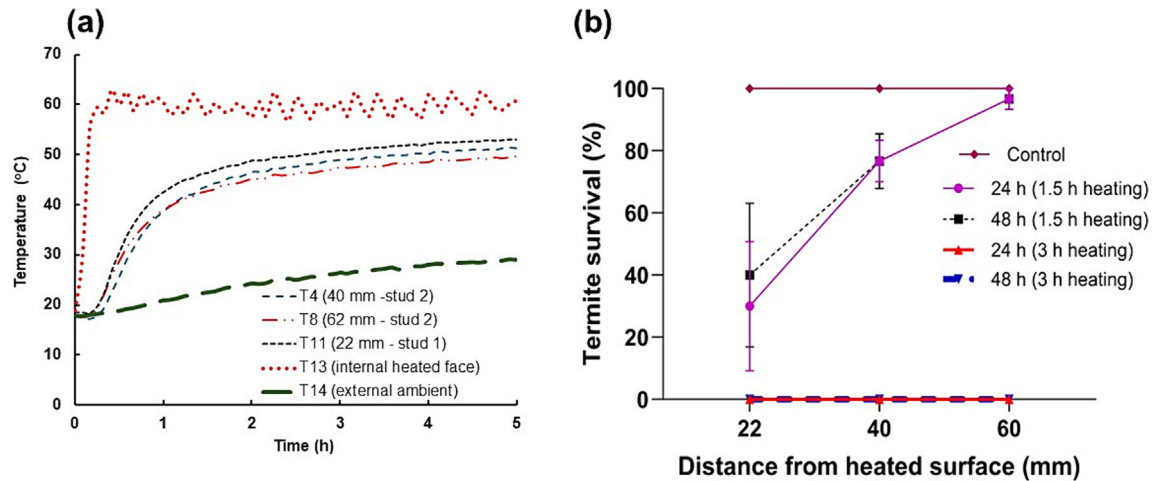 (a)
70
60
50
40
30
20
10
0
Temperature (°C)
0 1 2 3 4 5
Time (h)
T4 (40 mm -stud 2)
T8 (62 mm - stud 2)
T11 (22 mm - stud 1)
T13 (internal heated face)
T14 (external ambient)
(b)
100
80
60
40
20
0
Termite survival (%)
22 40 60
Distance from heated surface (mm)
Control
24 h (1.5 h heating)
48 h (1.5 h heating)
24 h (3 h heating)
48 h (3 h heating)